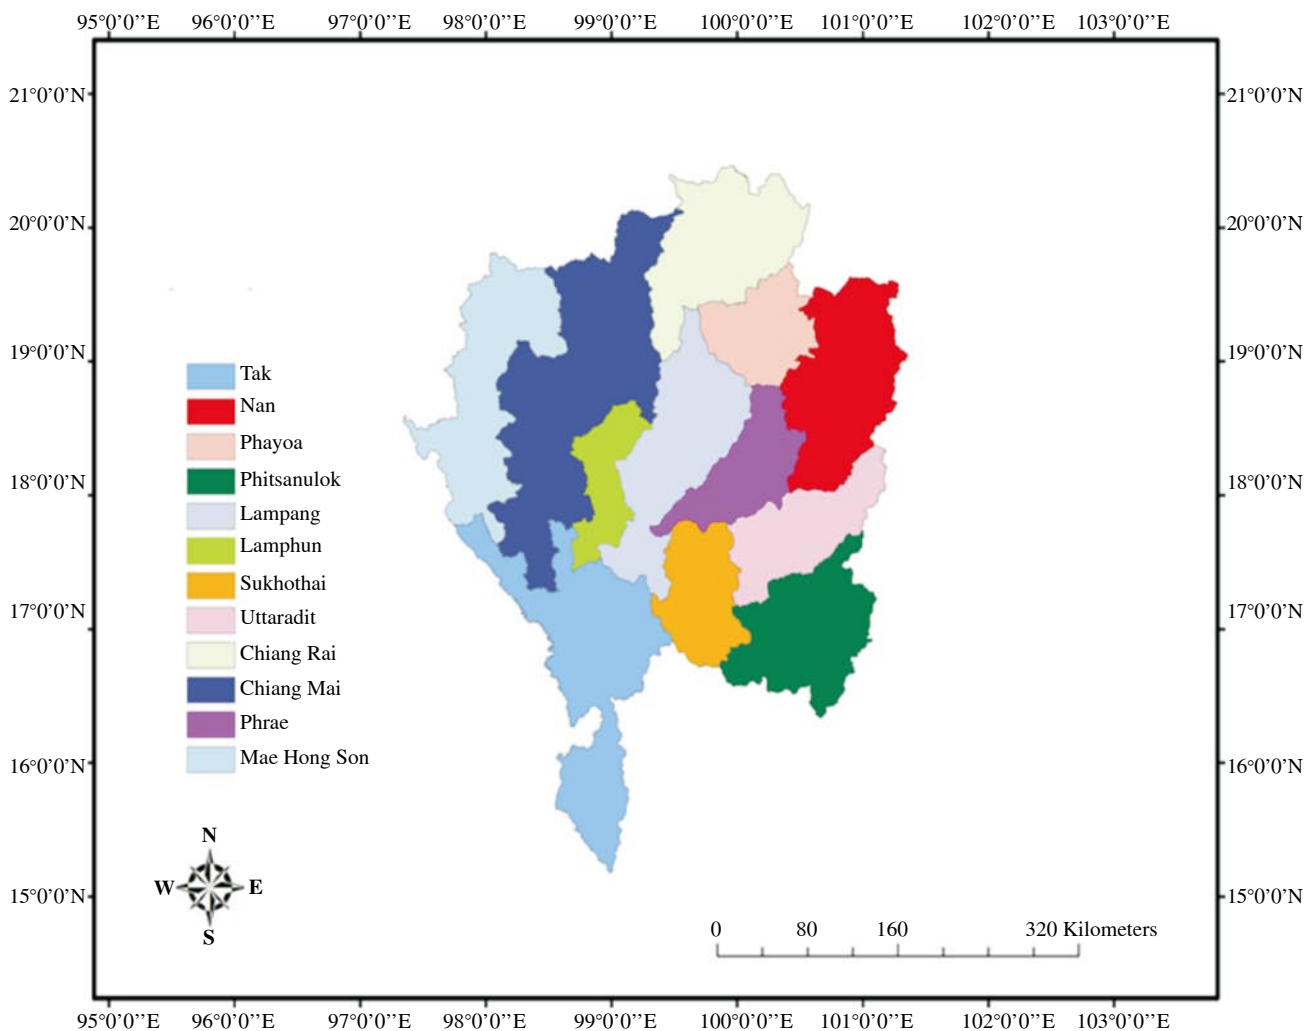 95°0'0’’E 96°0'0’’E 97°0'0’’E 98°0'0’’E 99°0'0’’E 100°0'0’’E 101°0'0’’E 102°0'0’’E 103°0'0’’E
21°0’0’N 21°0’0’N
20°0’0’N 20°0’0’N
19°0’0’N 19°0’0’N
Tak
Nan
Phayoa
Phitsanulok
18°0’0’N 18°0’0’N
Lampang
Lamphun
Sukhothai
17°0’0’N 17°0’0’N
Uttaradit
Chiang Rai
Chiang Mai
Phrae
Mae Hong Son
16°0’0’N 16°0’0’N
N
W E
S
15°0’0’N 15°0’0’N
0 80 160 320 Kilometers
95°0'0’’E 96°0'0’’E 97°0'0’’E 98°0'0’’E 99°0'0’’E 100°0'0’’E 101°0'0’’E 102°0'0’’E 103°0'0’’E